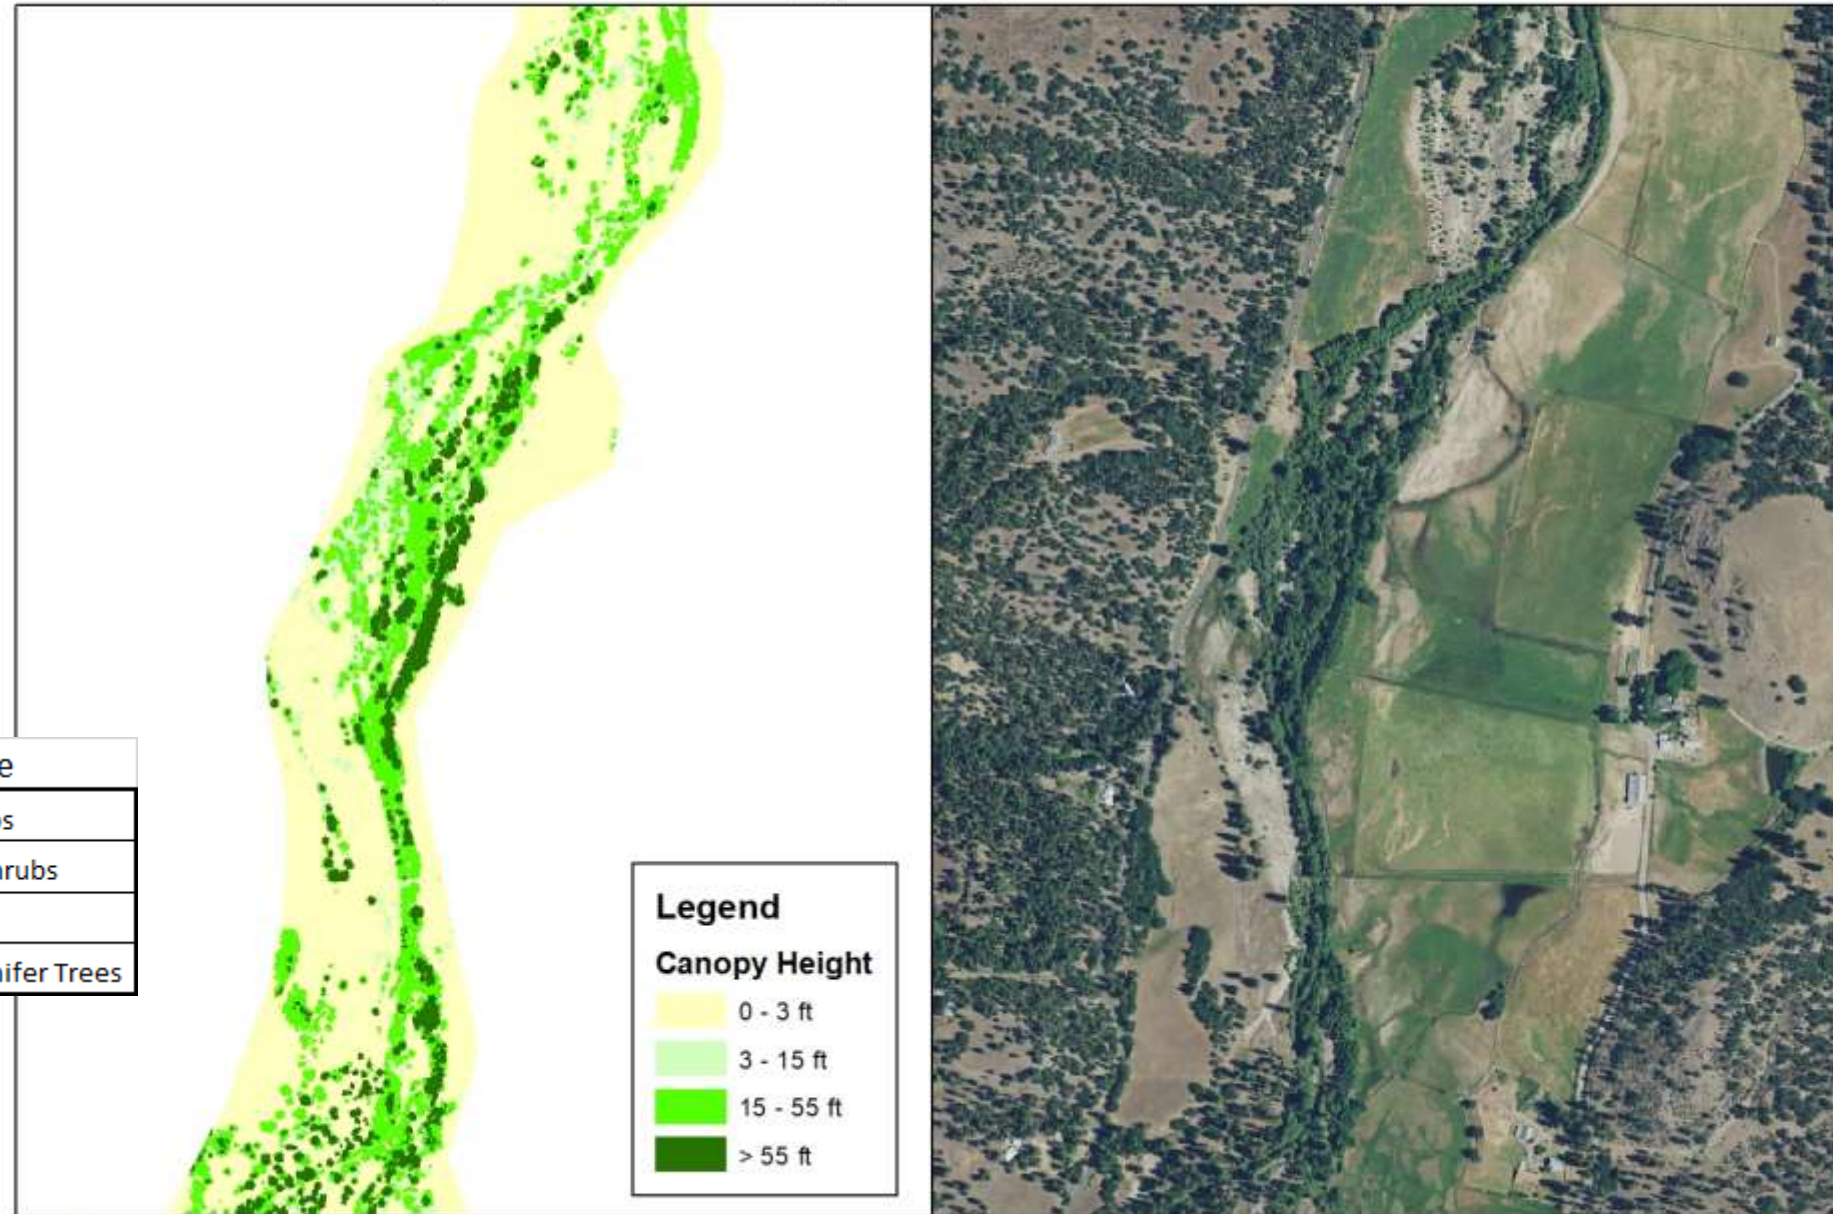 e
s
rubs
ifer Trees
Legend
Canopy Height
0 - 3 ft
3 - 15 ft
15 - 55 ft
> 55 ft